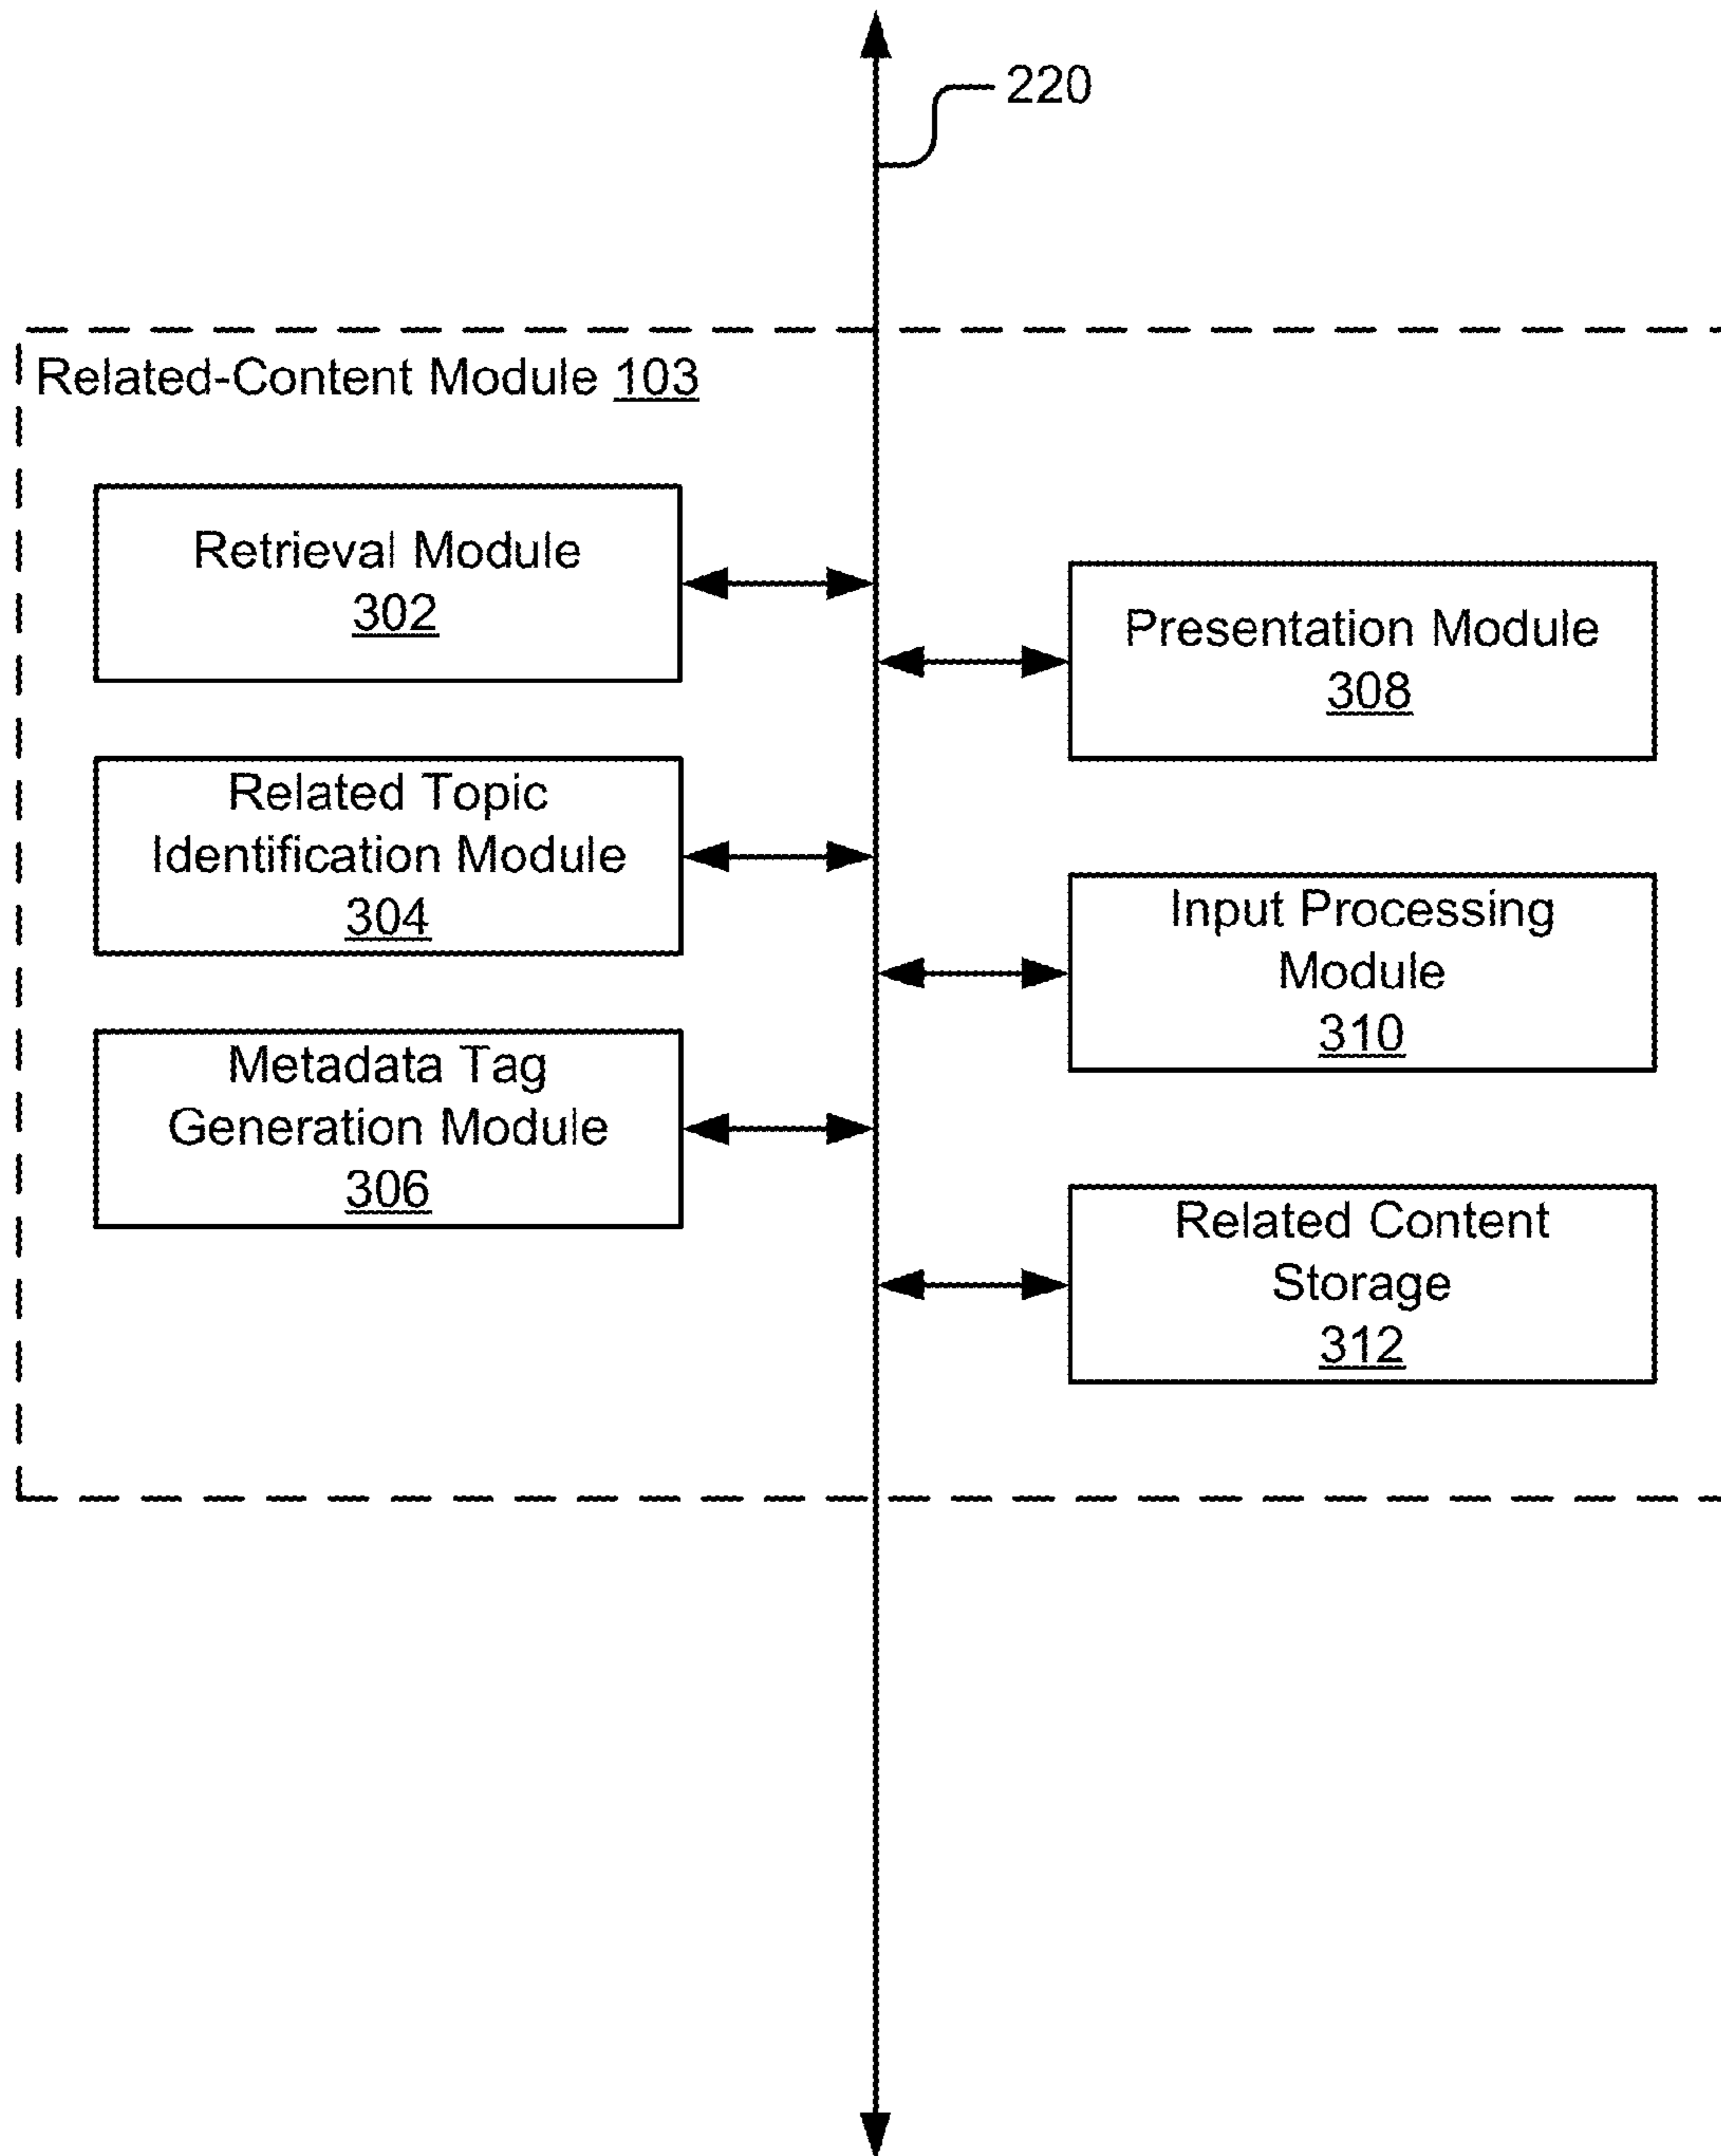 220
Related-Content Module 103
Retrieval Module
302
Related Topic
Identification Module
304
Metadata Tag
Generation Module
306
Presentation Module
308
Input Processing
Module
310
Related Content
Storage
312